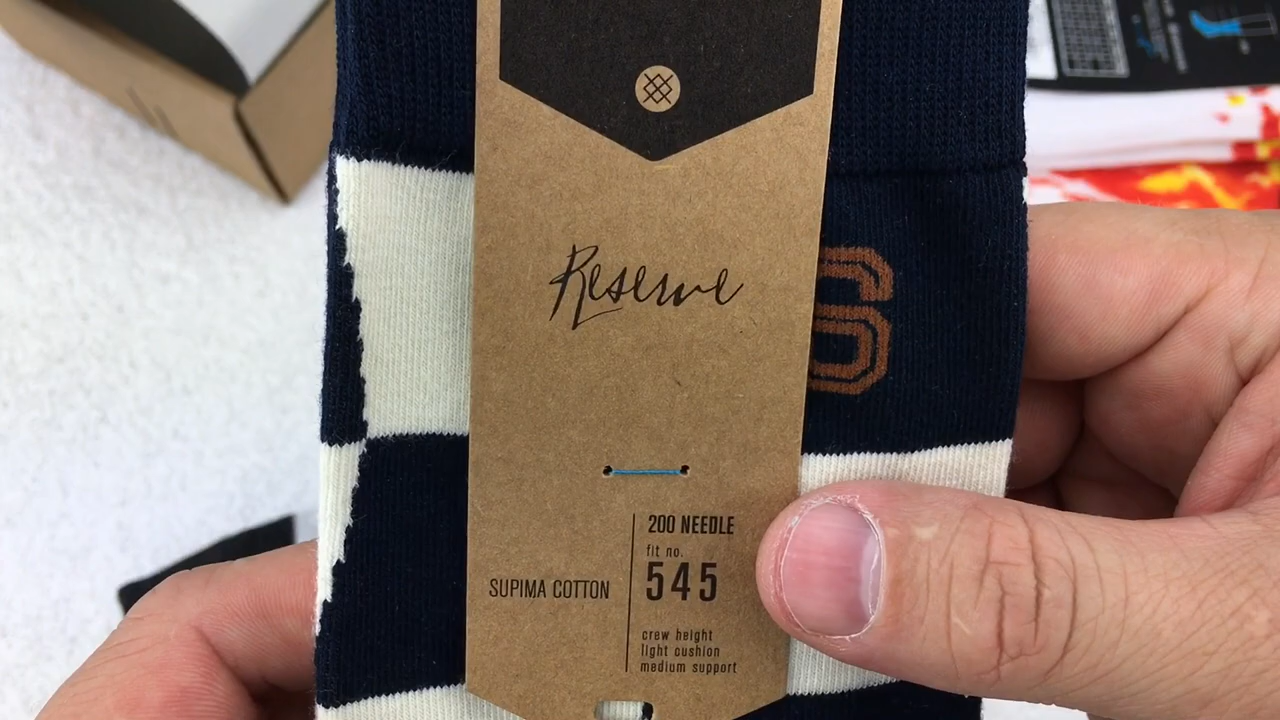 Reserve
S
200 NEEDLE
fit no.
545
SUPIMA COTTON
crew height
light cushion
medium support